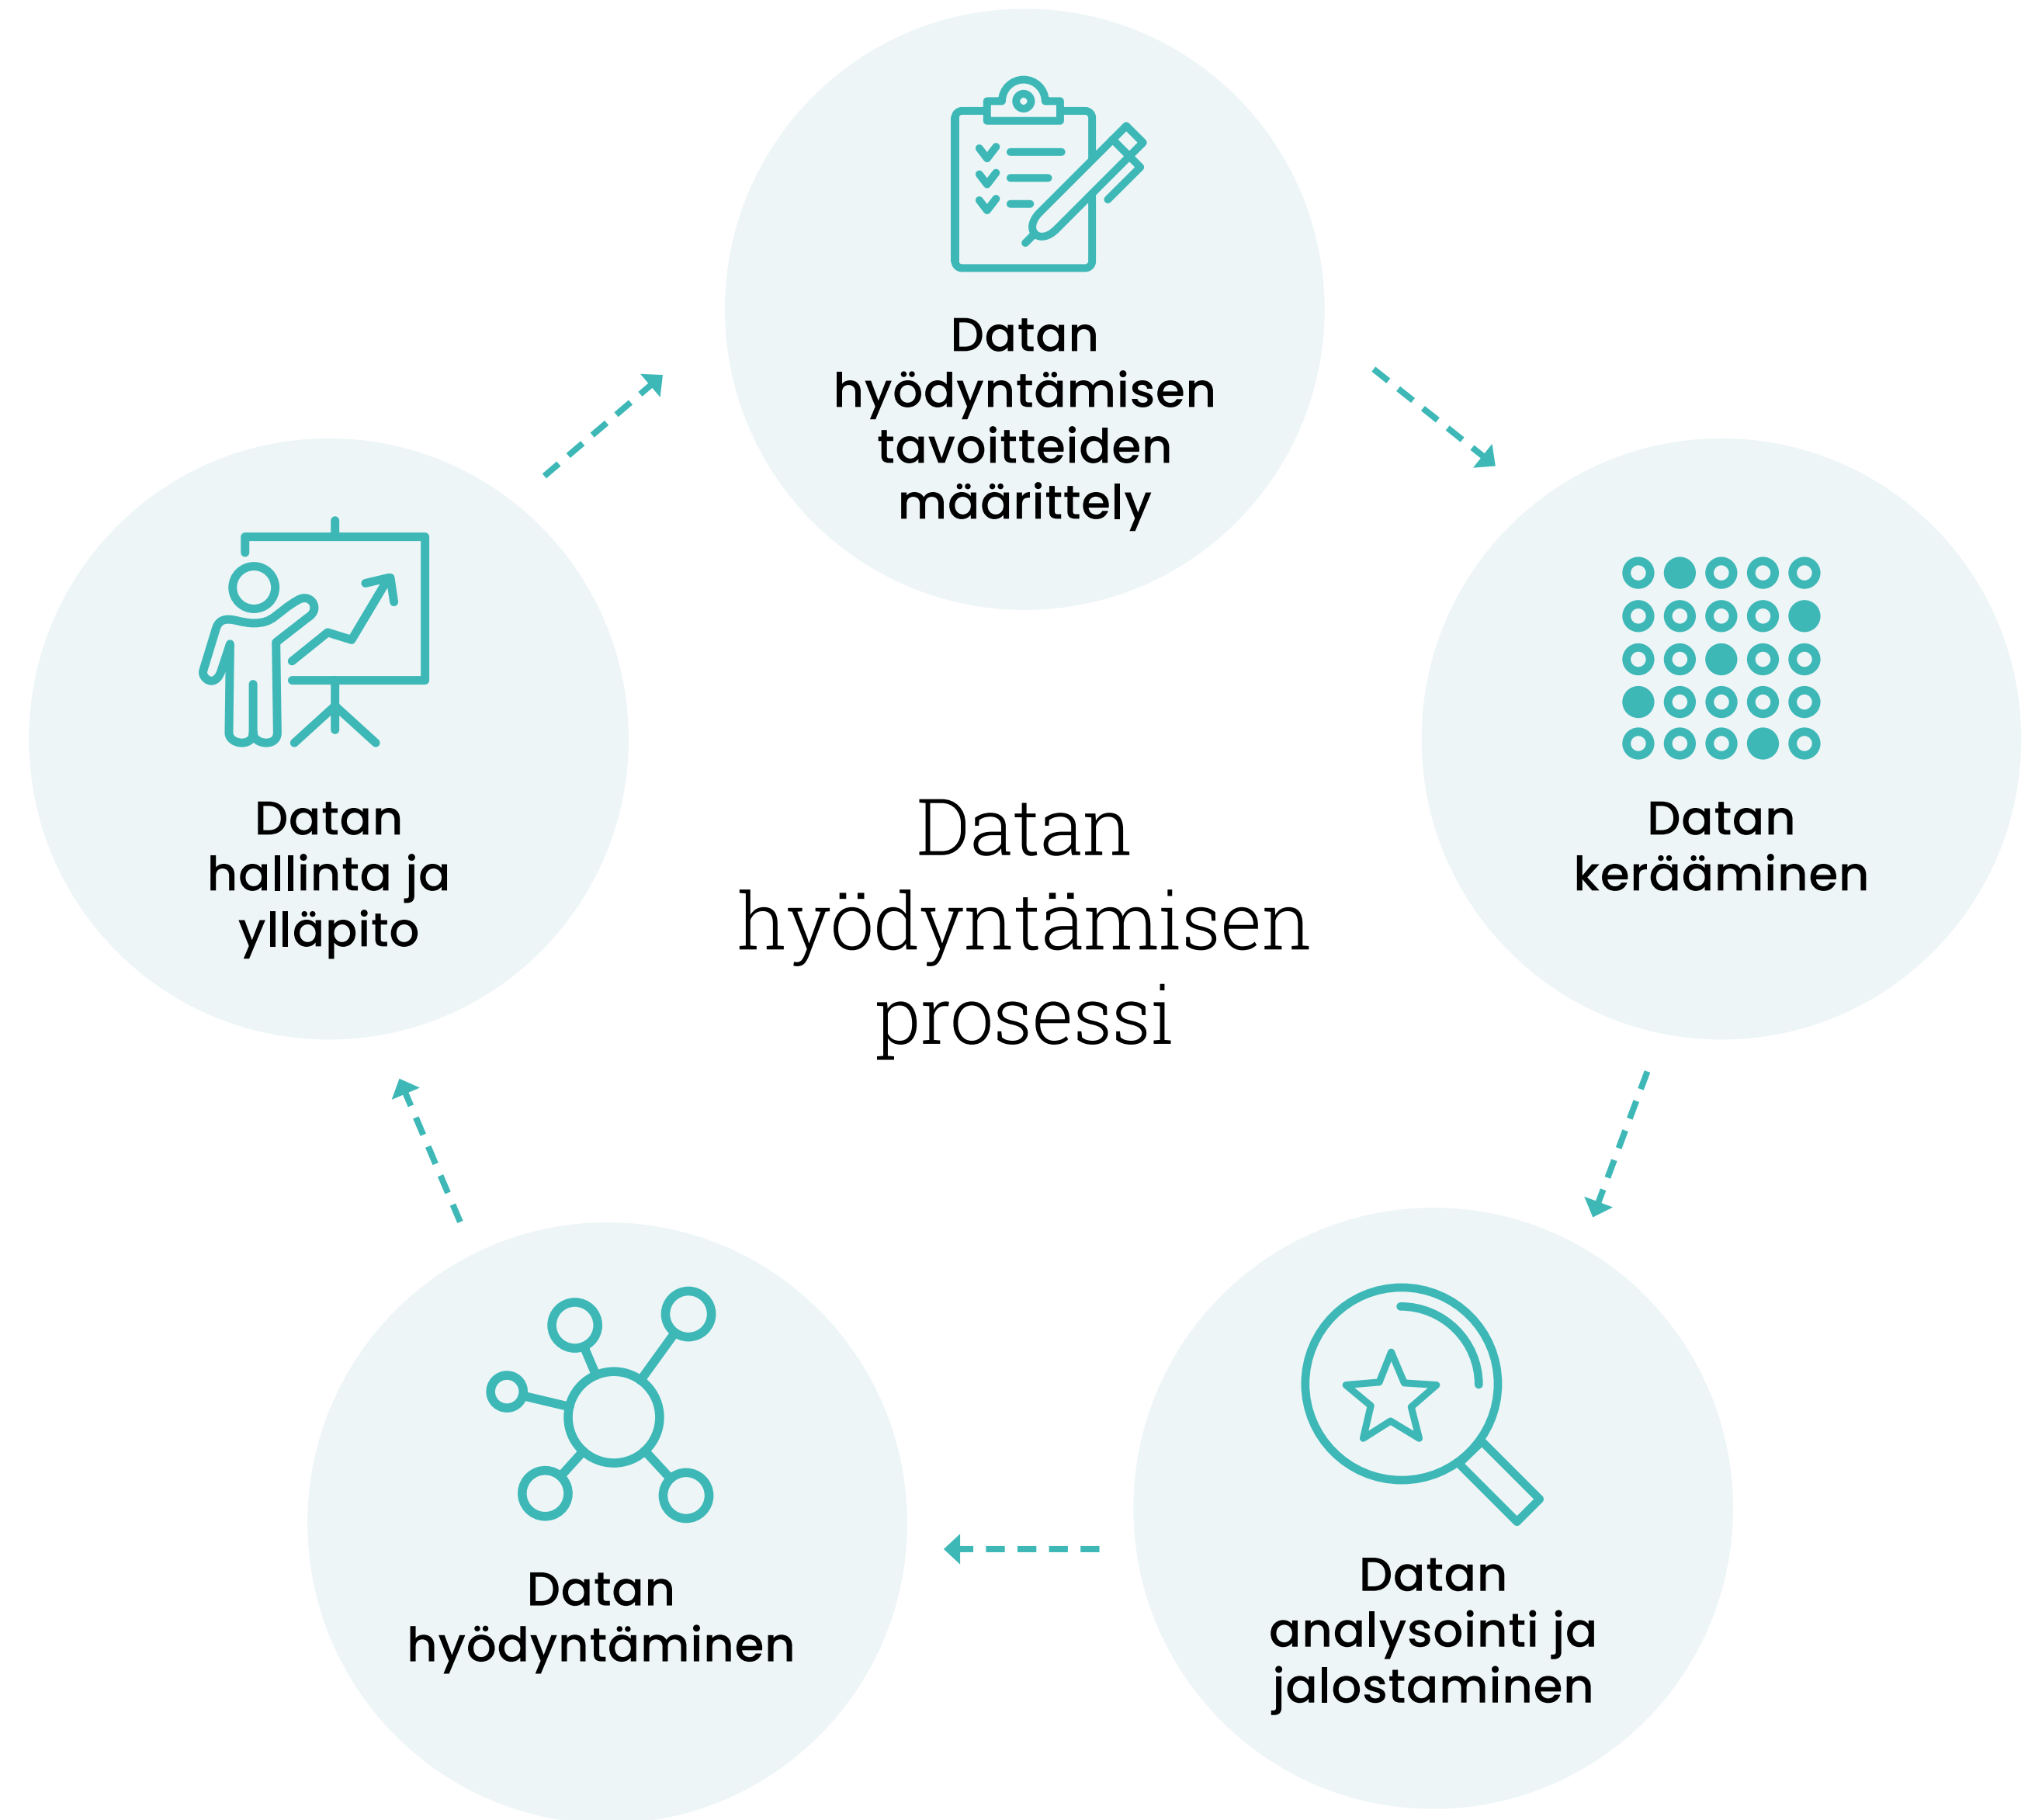 Datan
hyödyntämisen
tavoitteiden
määrittely
Datan
kerääminen
Datan
analysointi ja
jalostaminen
Datan
hyödyntäminen
Datan
hallinta ja
ylläpito
Datan
hyödyntämisen
prosessi